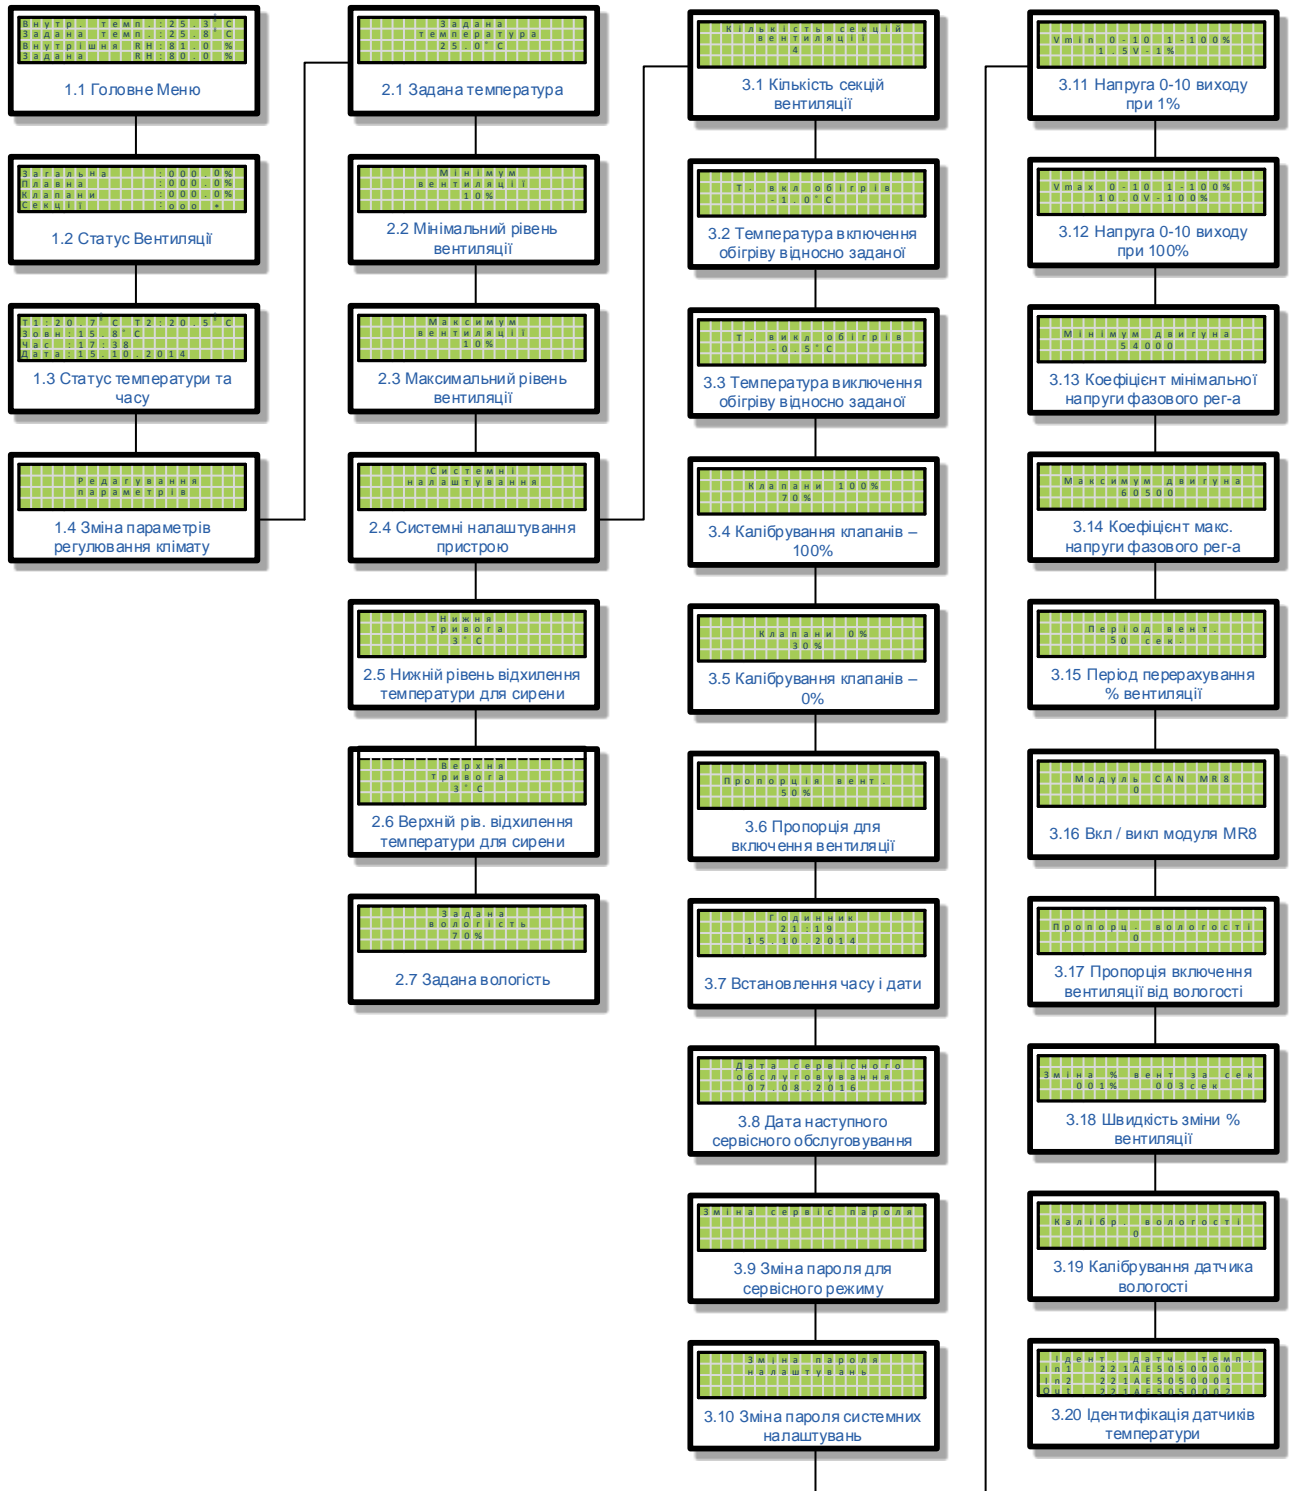 Внутр. темп.:25.3°C
Задана темп.:25.8°C
Внутрішня RH:81.0 %
Задана RH:80.0 %
1.1 Головне Меню
Загальна :000.0%
Плавна :000.0%
Клапани :000.0%
Секції :ооо *
1.2 Статус Вентиляції
T1:20.7°C T2:20.5°C
Зовн:15.8°C
Час :17:38
Дата:15.10.2014
1.3 Статус температури та
часу
Редагування
параметрів
1.4 Зміна параметрів
регулювання клімату
Задана
температура
25.0°C
2.1 Задана температура
Мінімум
вентиляції
10%
2.2 Мінімальний рівень
вентиляції
Максимум
вентиляції
10%
2.3 Максимальний рівень
вентиляції
Системні
налаштування
2.4 Системні налаштування
пристрою
Нижня
тривога
3°C
2.5 Нижній рівень відхилення
температури для сирени
Верхня
тривога
3°C
2.6 Верхній рів. відхилення
температури для сирени
Задана
вологість
70%
2.7 Задана вологість
Кількість секцій
вентиляції
4
3.1 Кількість секцій
вентиляції
Т. вкл обігрів
-1.0°C
3.2 Температура включення
обігріву відносно заданої
Т. викл обігрів
-0.5°C
3.3 Температура виключення
обігріву відносно заданої
Клапани 100%
70%
3.4 Калібрування клапанів –
100%
Клапани 0%
30%
3.5 Калібрування клапанів –
0%
Пропорція вент.
50%
3.6 Пропорція для
включення вентиляції
Годинник
21:19
15.10.2014
3.7 Встановлення часу і дати
Дата сервісного
обслуговування
07.08.2016
3.8 Дата наступного
сервісного обслуговування
Зміна сервіс пароля
3.9 Зміна пароля для
сервісного режиму
Зміна пароля
налаштувань
3.10 Зміна пароля системних
налаштувань
Vmin 0-10 1-100%
1.5V-1%
3.11 Напруга 0-10 виходу
при 1%
Vmax 0-10 1-100%
10.0V-100%
3.12 Напруга 0-10 виходу
при 100%
Мінімум двигуна
54000
3.13 Коефіцієнт мінімальної
напруги фазового рег-а
Максимум двигуна
60500
3.14 Коефіцієнт макс.
напруги фазового рег-а
Період вент.
50 сек.
3.15 Період перерахування
% вентиляції
Модуль CAN MR8
0
3.16 Вкл / викл модуля MR8
Пропорц. вологості
0
3.17 Пропорція включення
вентиляції від вологості
Зміна % вент за сек
001% 003сек
3.18 Швидкість зміни %
вентиляції
Калібр. вологості
0
3.19 Калібрування датчика
вологості
Ідент. датч. темп.
In1 221AE5050000
In2 221AE5050001
Out 221AE5050002
3.20 Ідентифікація датчиків
температури